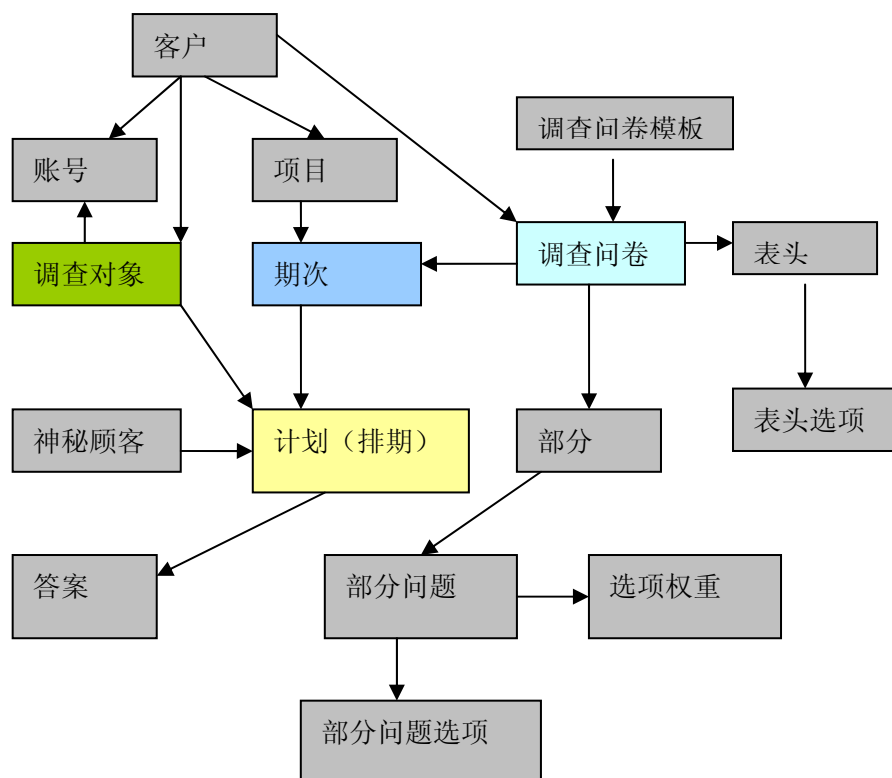 客户
调查问卷模板
账号
项目
调查对象
期次
调查问卷
表头
神秘顾客
计划（排期）
部分
表头选项
答案
部分问题
选项权重
部分问题选项